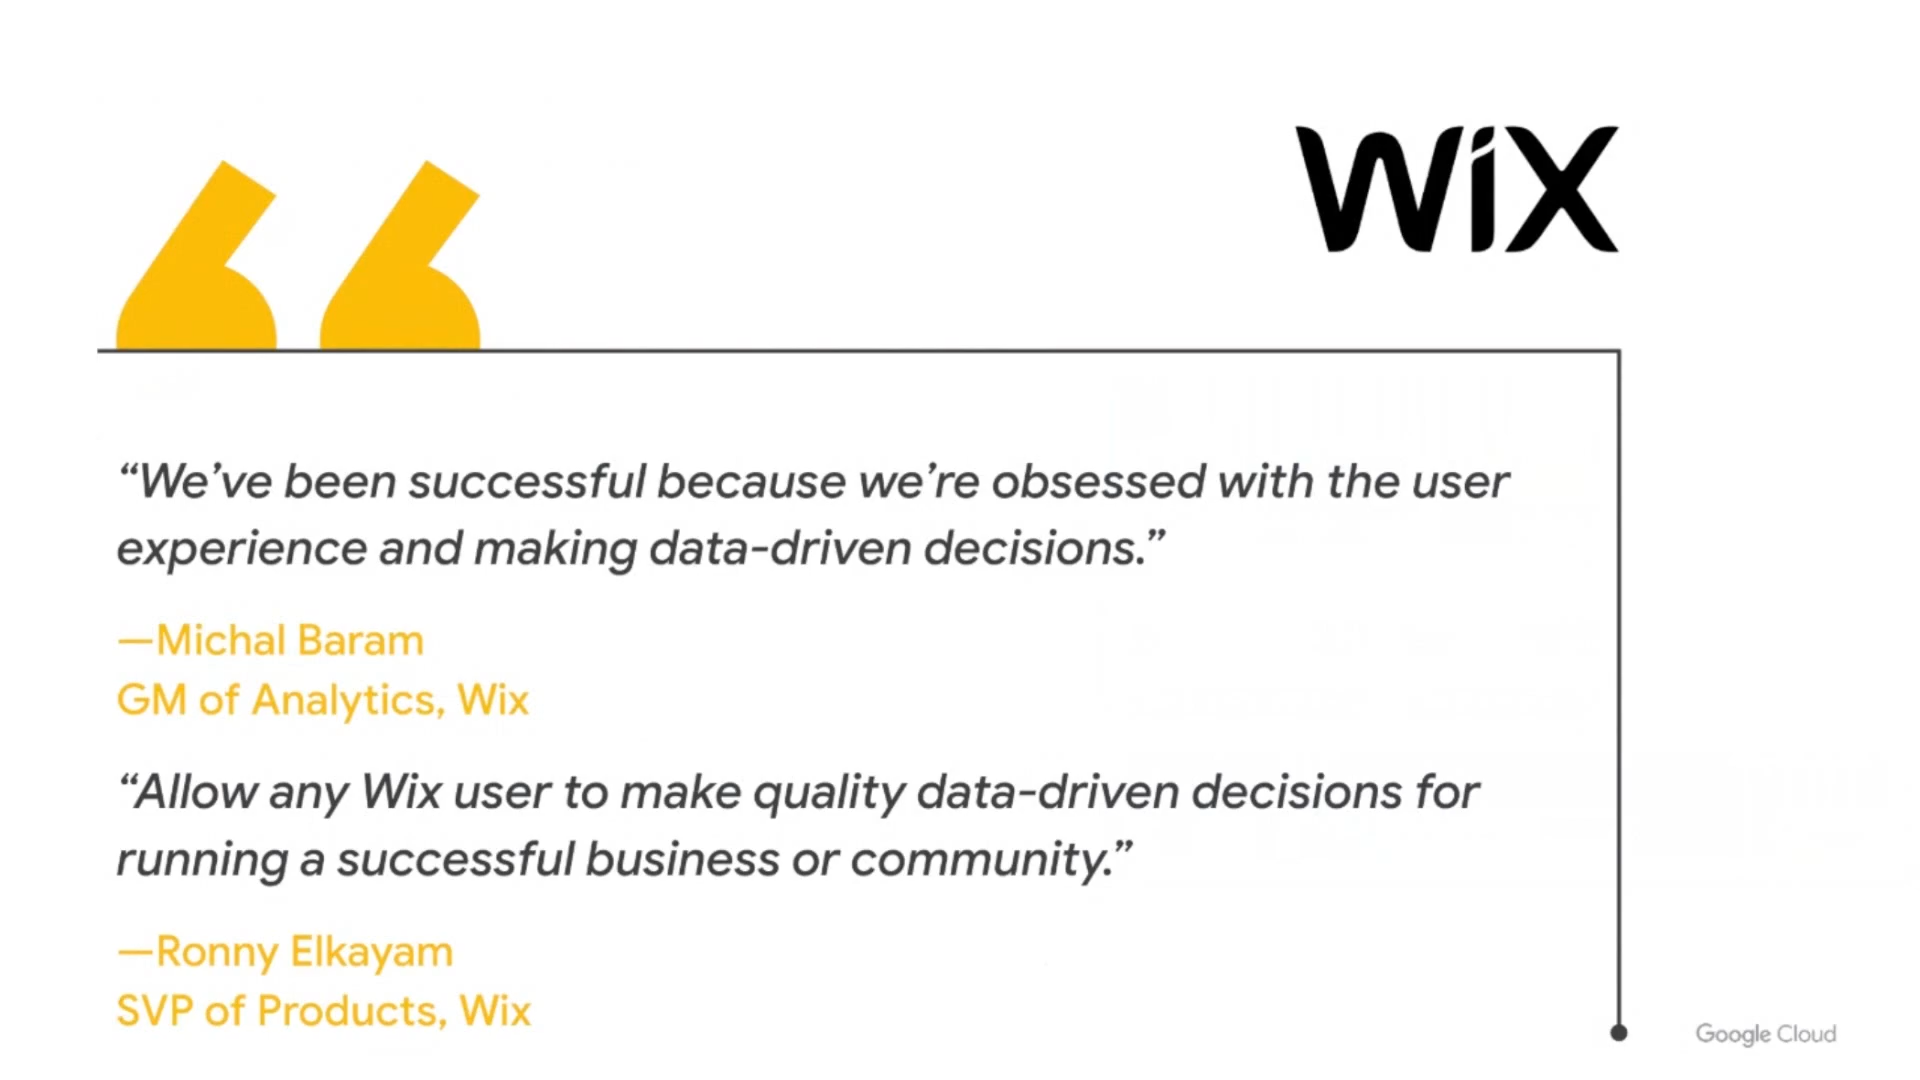 WiX
“We’ve been successful because we’re obsessed with the user
experience and making data-driven decisions.”
—Michal Baram
GM of Analytics, Wix
“Allow any Wix user to make quality data-driven decisions for
running a successful business or community.”
—Ronny Elkayam
SVP of Products, Wix
Google Cloud